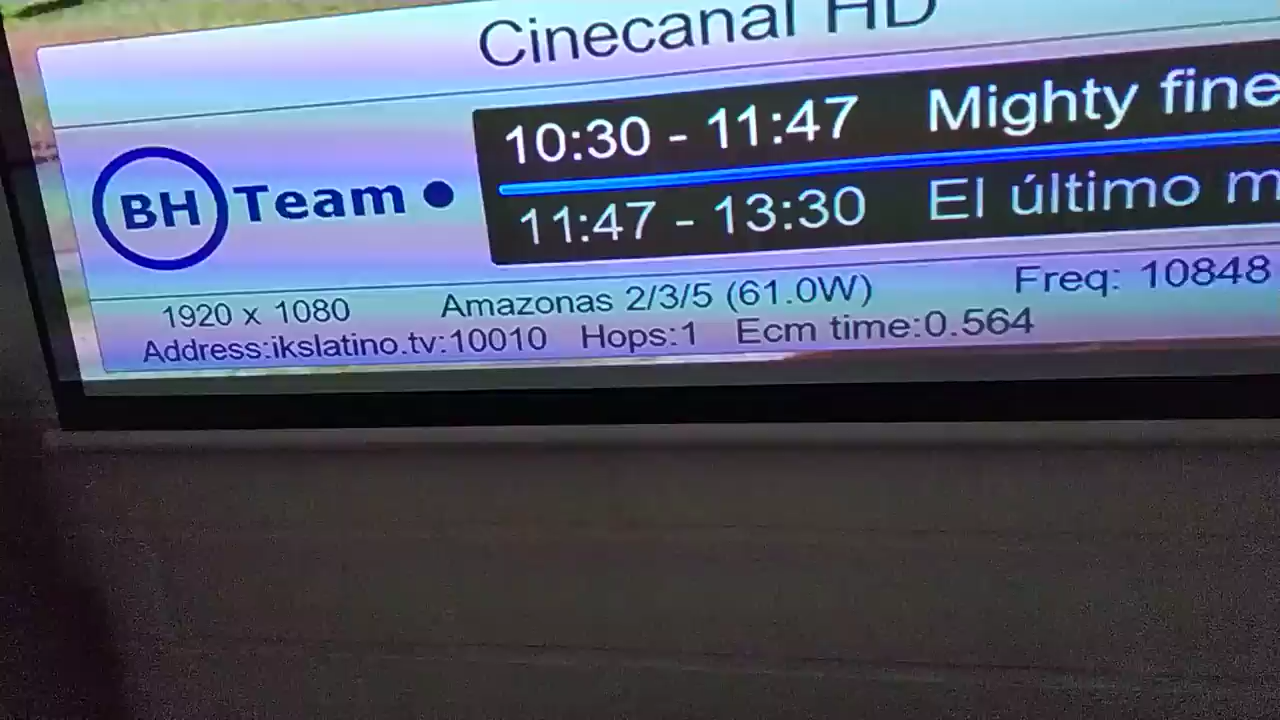 Cinecanal HD
10:30 - 11:47 Mighty fine
BH Team
11:47 - 13:30 El último
1920 x 1080 Amazonas 2/3/5 (61.0W) Freq: 10848
Address:ikslatino.tv:10010 Hops:1 Ecm time:0.564